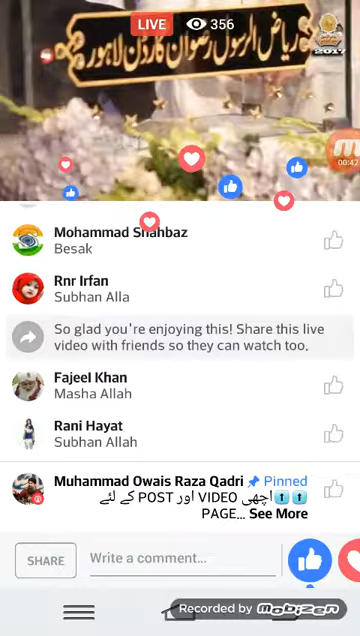 LIVE 356
ریاض الرسول رضوان گارڈن لاہور
2017
00:42
Mohammad Shahbaz
Besak
Rnr Irfan
Subhan Alla
So glad you're enjoying this! Share this live
video with friends so they can watch too.
Fajeel Khan
Masha Allah
Rani Hayat
Subhan Allah
Muhammad Owais Raza Qadri Pinned
اچھی VIDEO اور POST کے لئے
PAGE... See More
SHARE
Write a comment...
Recorded by Mobizen